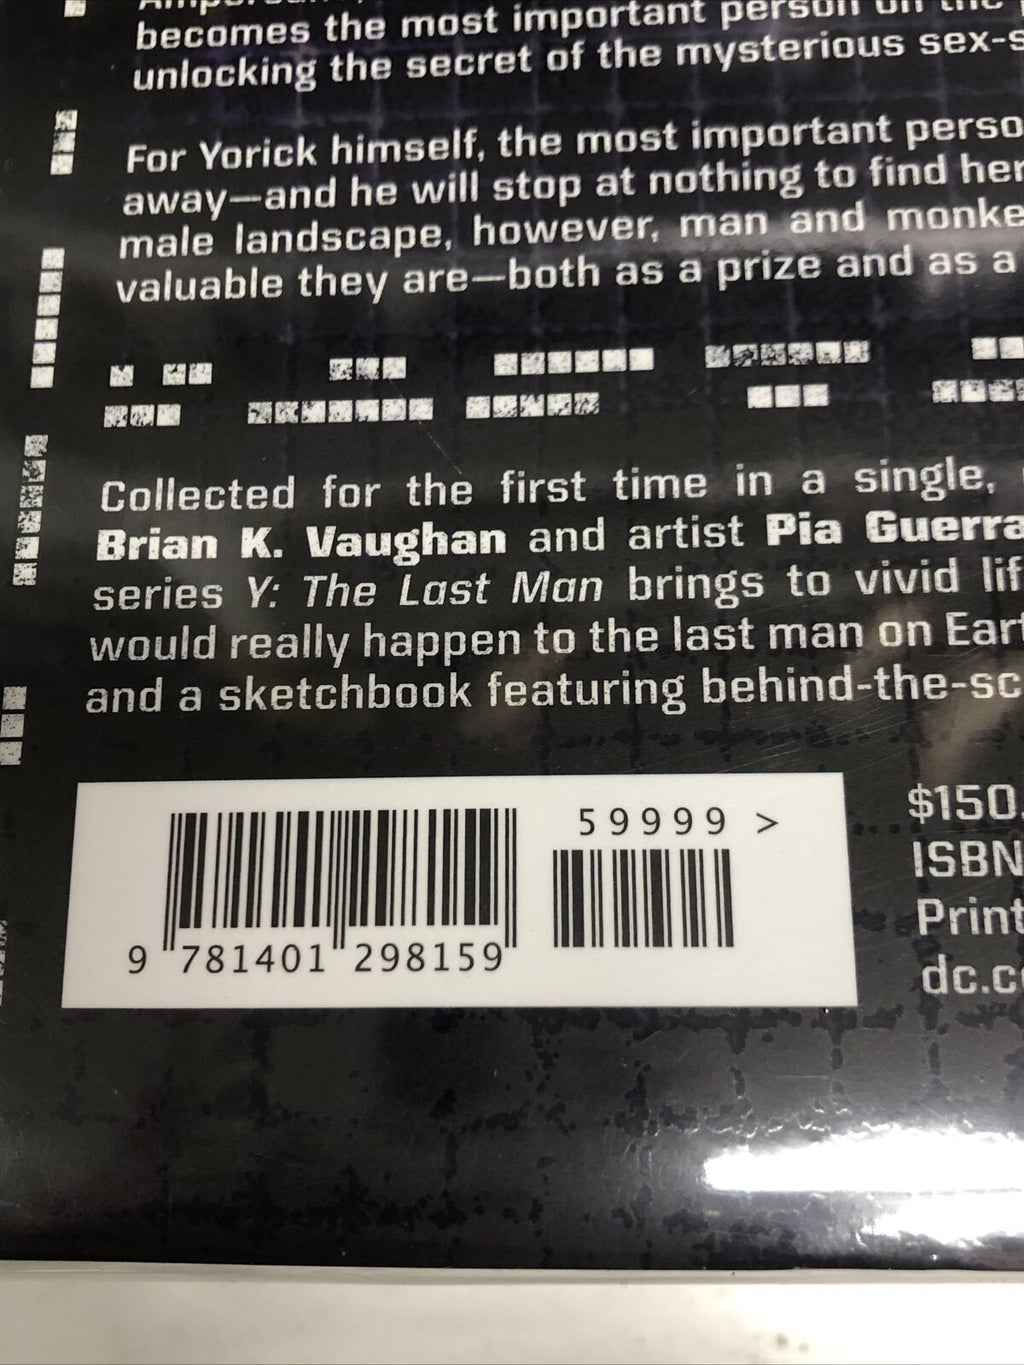 becomes the most important person on the
unlocking the secret of the mysterious sex-s
For Yorick himself, the most important perso
away—and he will stop at nothing to find her
male landscape, however, man and monke
valuable they are—both as a prize and as a
Collected for the first time in a single,
Brian K. Vaughan and artist Pia Guerra
series Y: The Last Man brings to vivid lif
would really happen to the last man on Eart
and a sketchbook featuring behind-the-sc
59999 >
9 781401 298159
$150.
ISBN
Print
dc.c